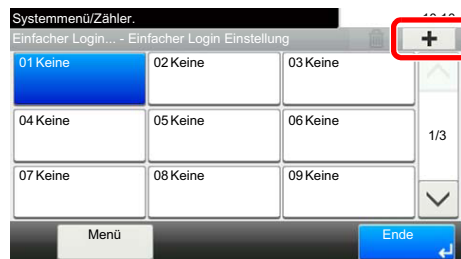 Systemmenü/Zähler.
Einfacher Login... - Einfacher Login Einstellung
01 Keine 02 Keine 03 Keine
04 Keine 05 Keine 06 Keine
1/3
07 Keine 08 Keine 09 Keine
Menü Ende